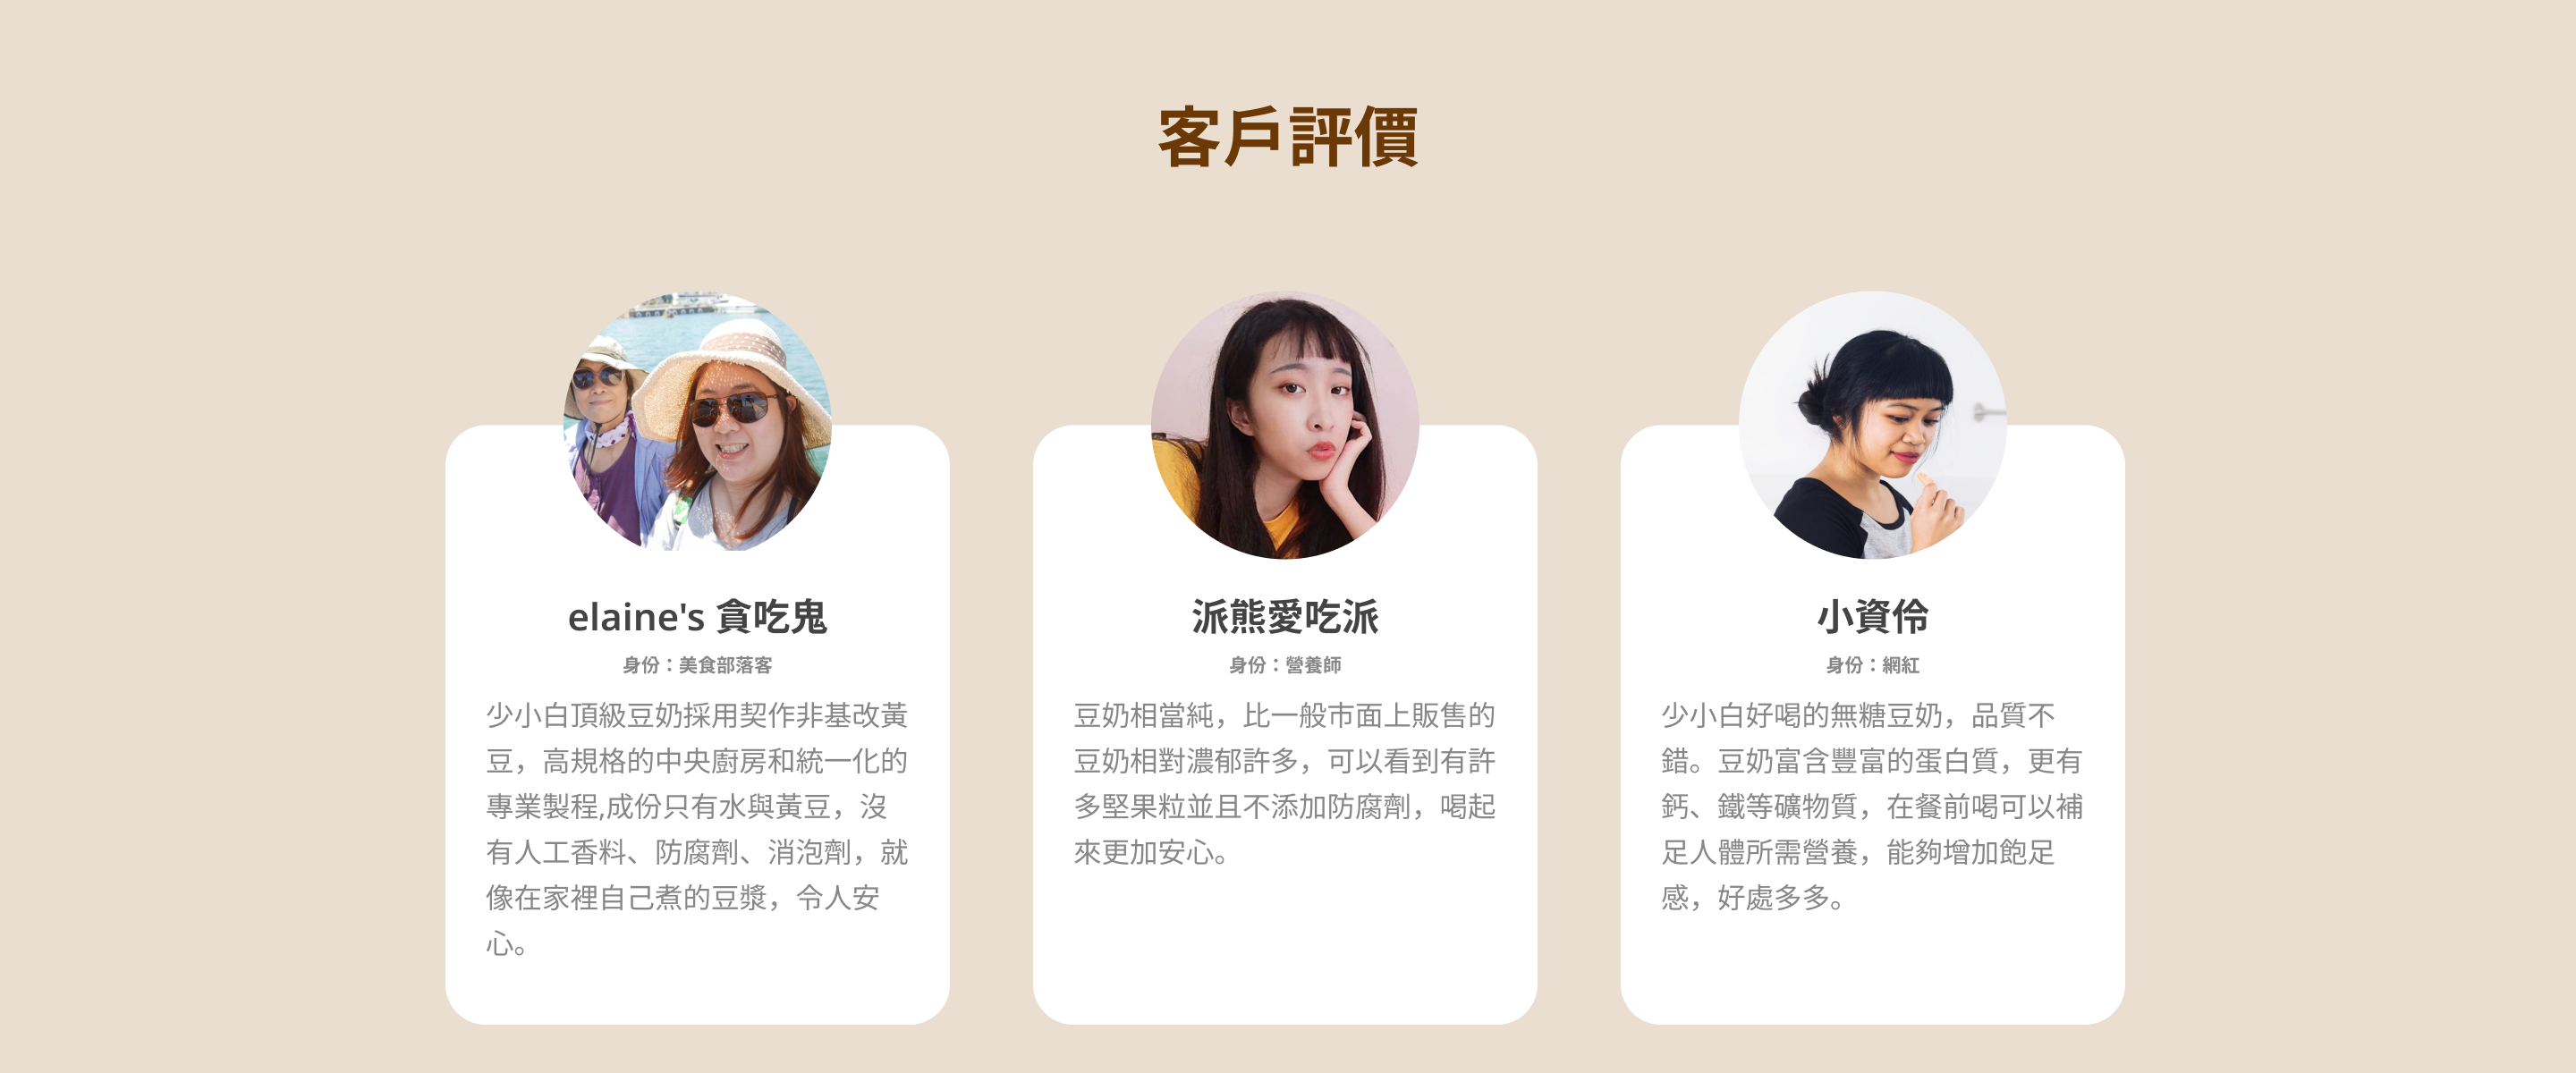 客戶評價
elaine's 貪吃鬼
身份：美食部落客
少小白頂級豆奶採用契作非基改黃
豆，高規格的中央廚房和統一化的
專業製程,成份只有水與黃豆，沒
有人工香料、防腐劑、消泡劑，就
像在家裡自己煮的豆漿，令人安
心。
派熊愛吃派
身份：營養師
豆奶相當純，比一般市面上販售的
豆奶相對濃郁許多，可以看到有許
多堅果粒並且不添加防腐劑，喝起
來更加安心。
小資伶
身份：網紅
少小白好喝的無糖豆奶，品質不
錯。豆奶富含豐富的蛋白質，更有
鈣、鐵等礦物質，在餐前喝可以補
足人體所需營養，能夠增加飽足
感，好處多多。